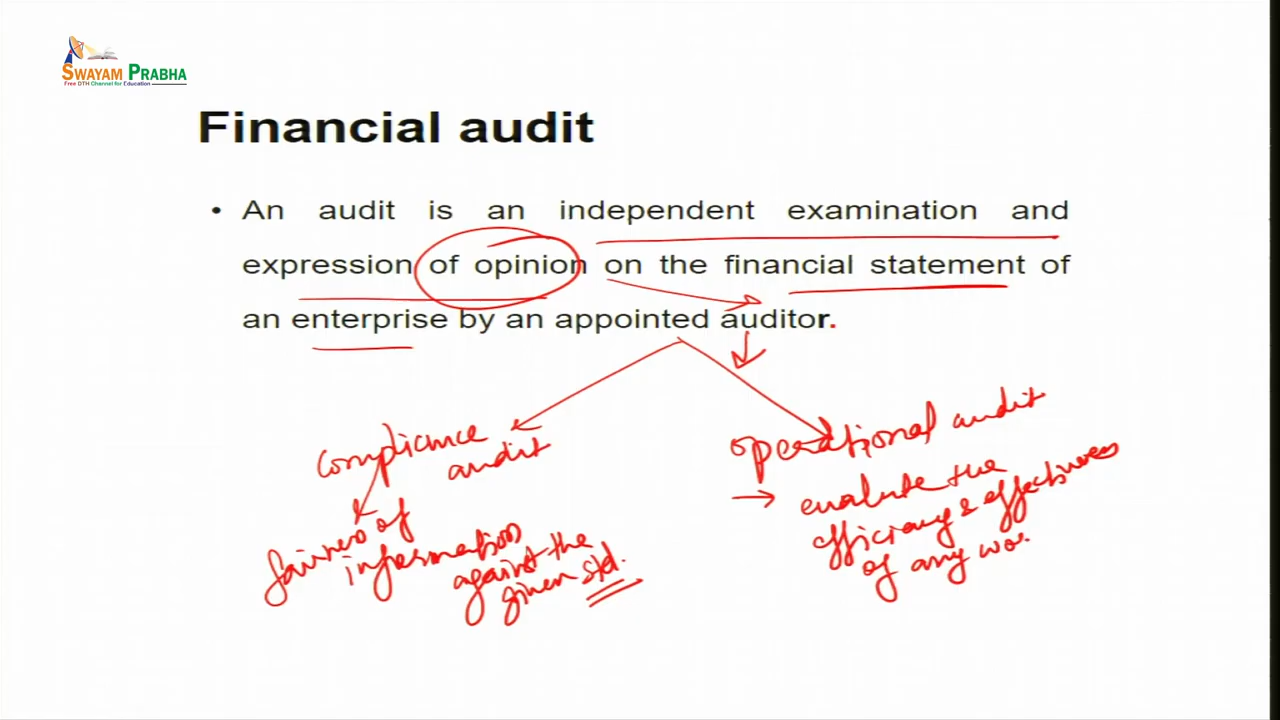 SWAYAM PRABHA
Free DTH Channel for Education
Financial audit
• An audit is an independent examination and
expression of opinion on the financial statement of
an enterprise by an appointed auditor.
compliance
audit
fairness of
information
against the
given std.
operational audit
→ evaluate the
efficiency & effectiveness
of any wo